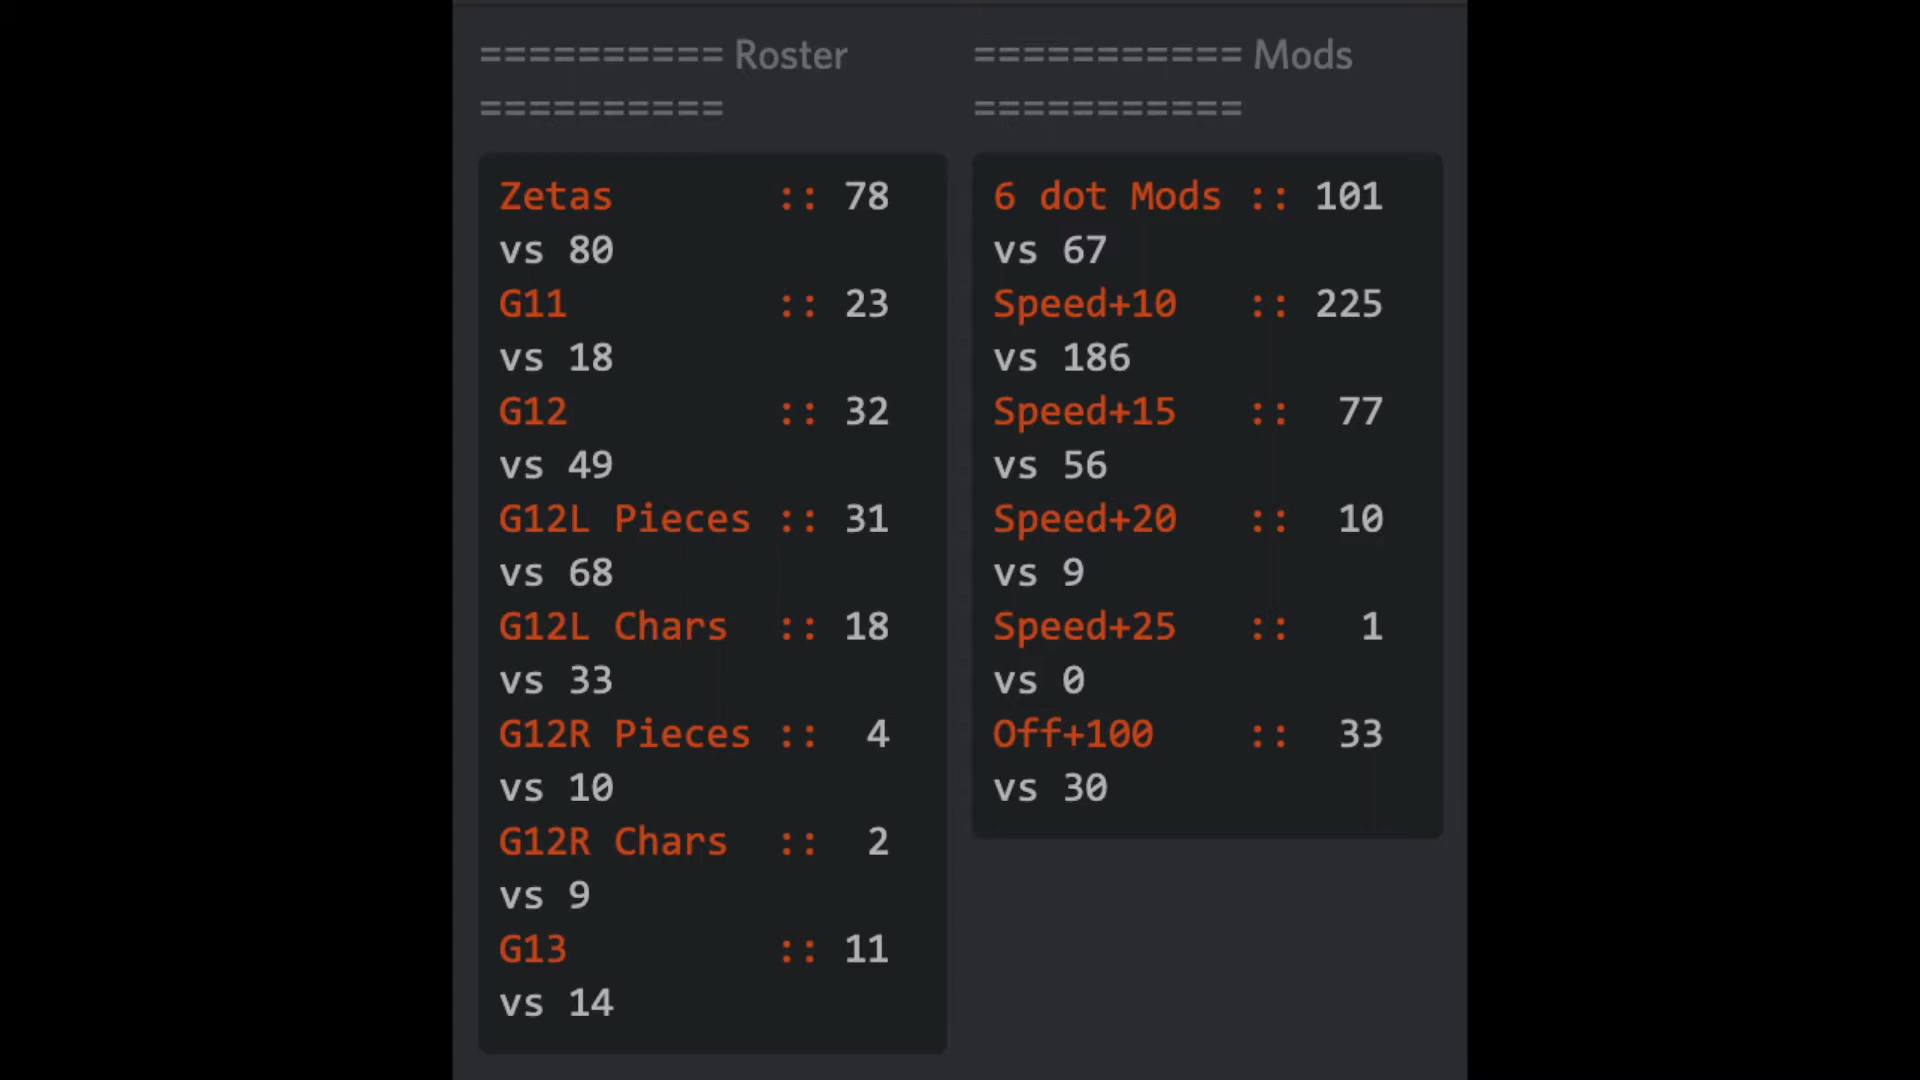 ========== Roster
==========
Zetas :: 78
vs 80
G11 :: 23
vs 18
G12 :: 32
vs 49
G12L Pieces :: 31
vs 68
G12L Chars :: 18
vs 33
G12R Pieces :: 4
vs 10
G12R Chars :: 2
vs 9
G13 :: 11
vs 14
=========== Mods
===========
6 dot Mods :: 101
vs 67
Speed+10 :: 225
vs 186
Speed+15 :: 77
vs 56
Speed+20 :: 10
vs 9
Speed+25 :: 1
vs 0
Off+100 :: 33
vs 30